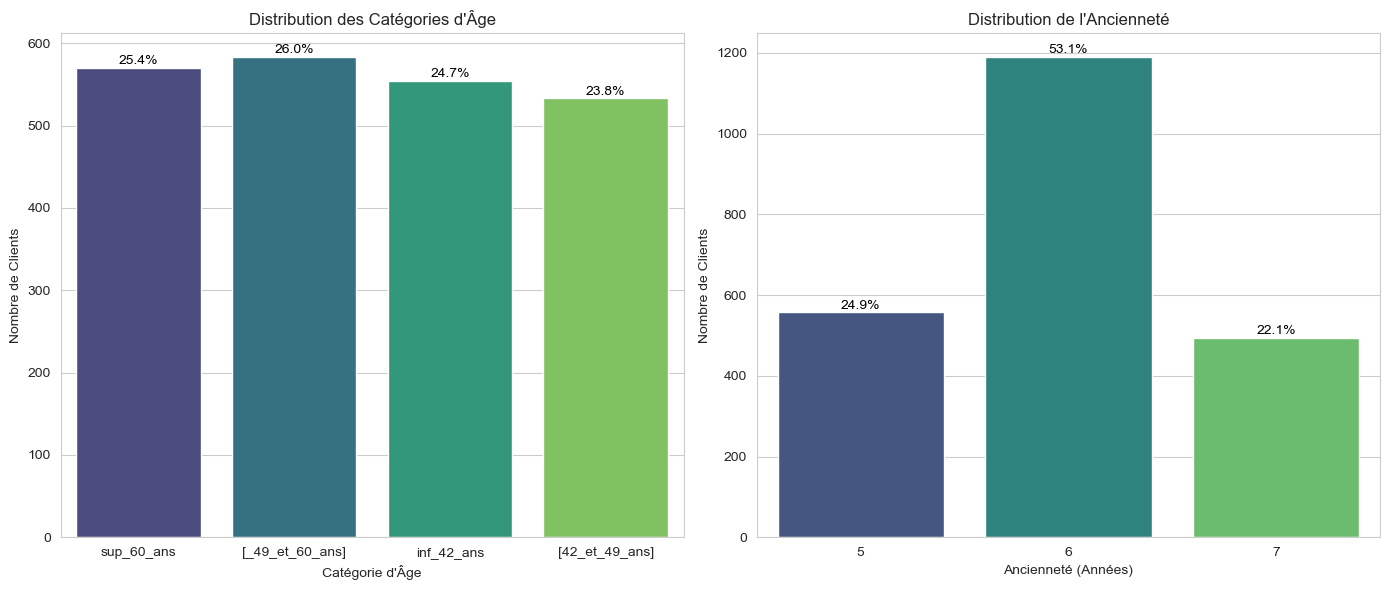 Distribution des Catégories d'Âge
600
500
400
300
200
100
0
Nombre de Clients
25.4%
26.0%
24.7%
23.8%
sup_60_ans
[_49_et_60_ans]
inf_42_ans
[42_et_49_ans]
Catégorie d'Âge
Distribution de l'Ancienneté
1200
1000
800
600
400
200
0
Nombre de Clients
24.9%
53.1%
22.1%
5
6
7
Ancienneté (Années)